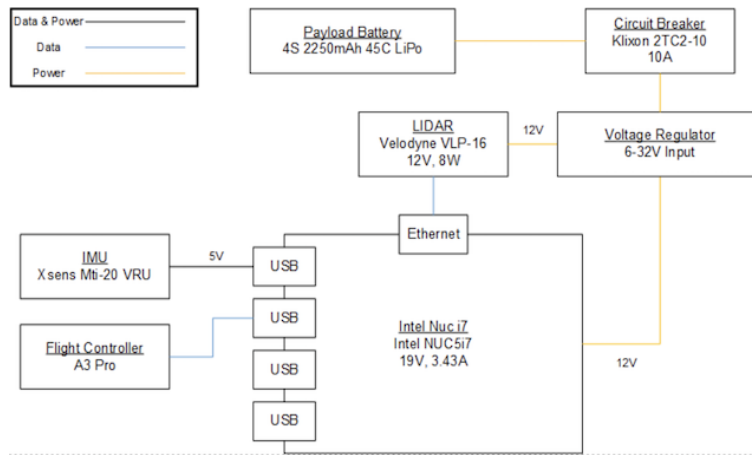 Data & Power
Data
Power
Payload Battery
4S 2250mAh 45C LiPo
Circuit Breaker
Klixon 2TC2-10
10A
LIDAR
Velodyne VLP-16
12V, 8W
12V
Voltage Regulator
6-32V Input
Ethernet
IMU
Xsens Mti-20 VRU
5V
USB
USB
Flight Controller
A3 Pro
Intel Nuc i7
Intel NUC5i7
19V, 3.43A
12V
USB
USB